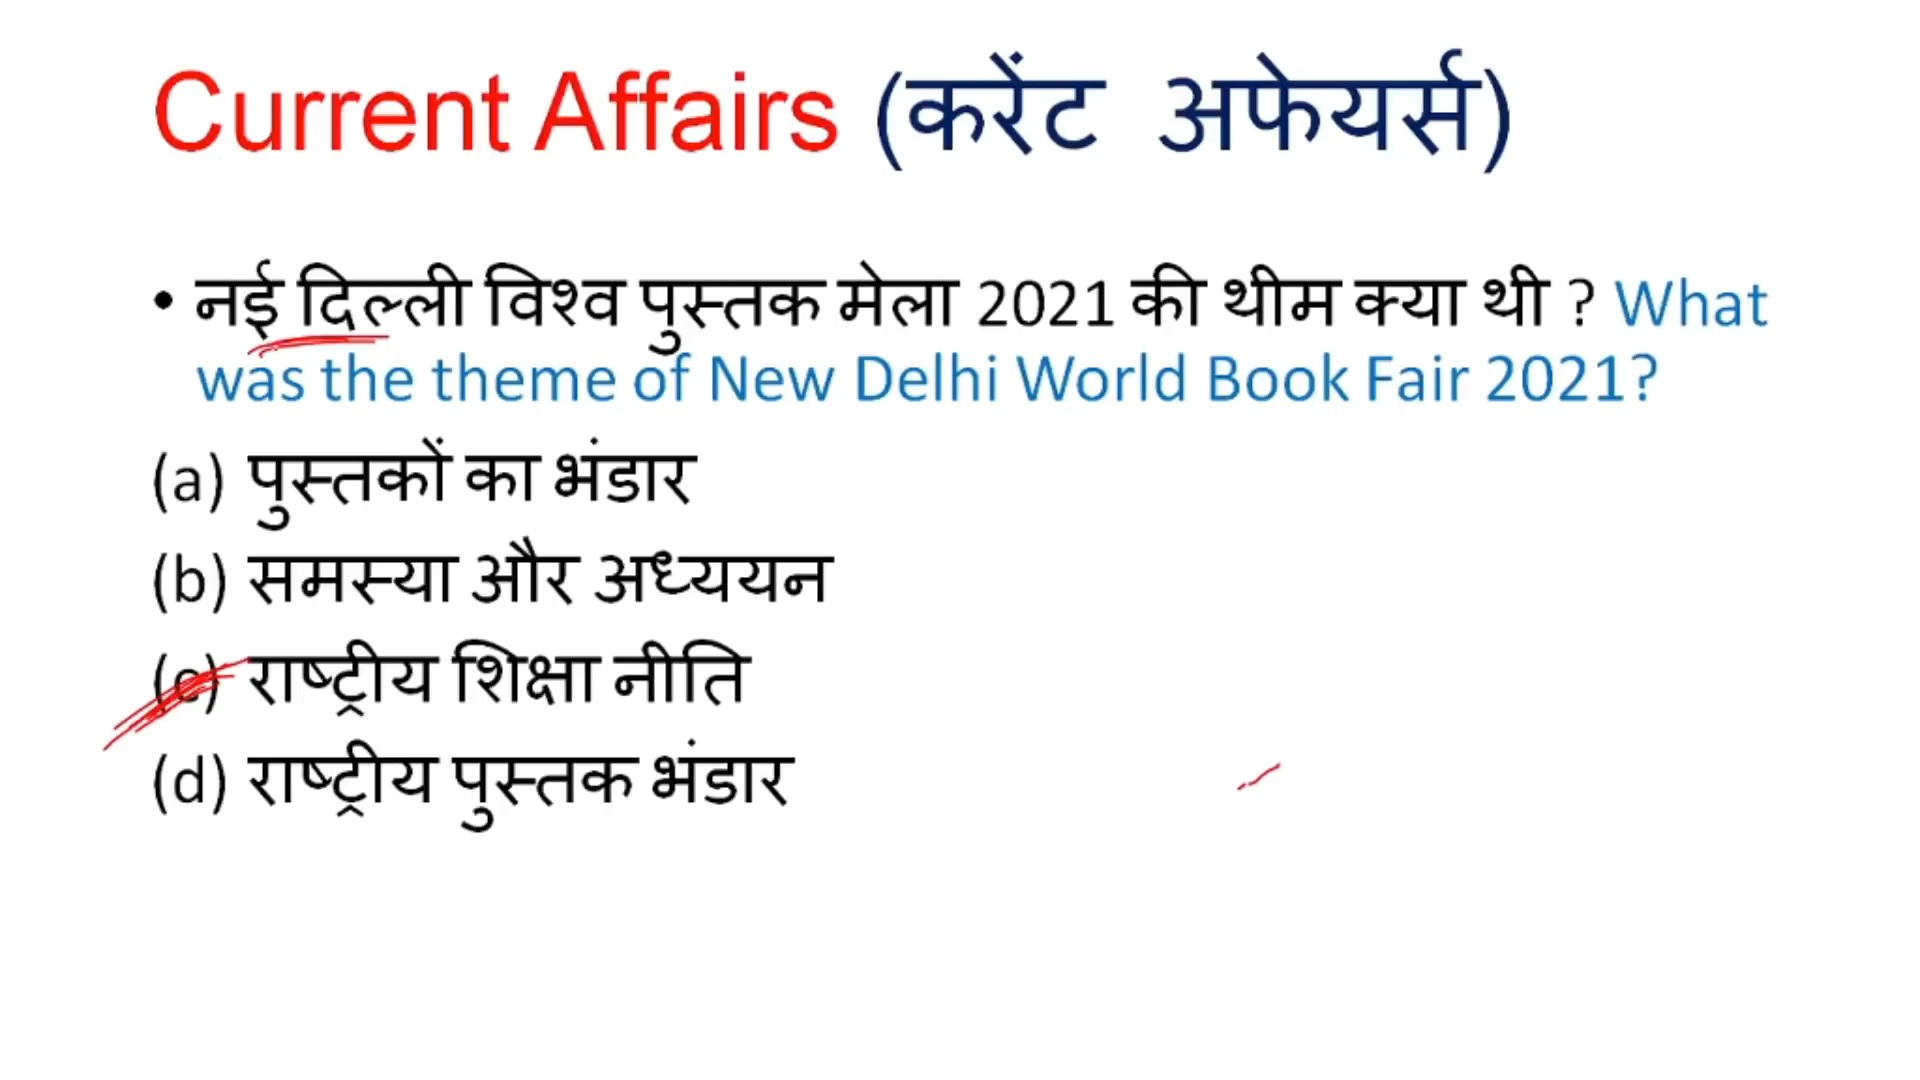 Current Affairs (करेंट अफेयर्स)
• नई दिल्ली विश्व पुस्तक मेला 2021 की थीम क्या थी ? What
was the theme of New Delhi World Book Fair 2021?
(a) पुस्तकों का भंडार
(b) समस्या और अध्ययन
(c) राष्ट्रीय शिक्षा नीति
(d) राष्ट्रीय पुस्तक भंडार